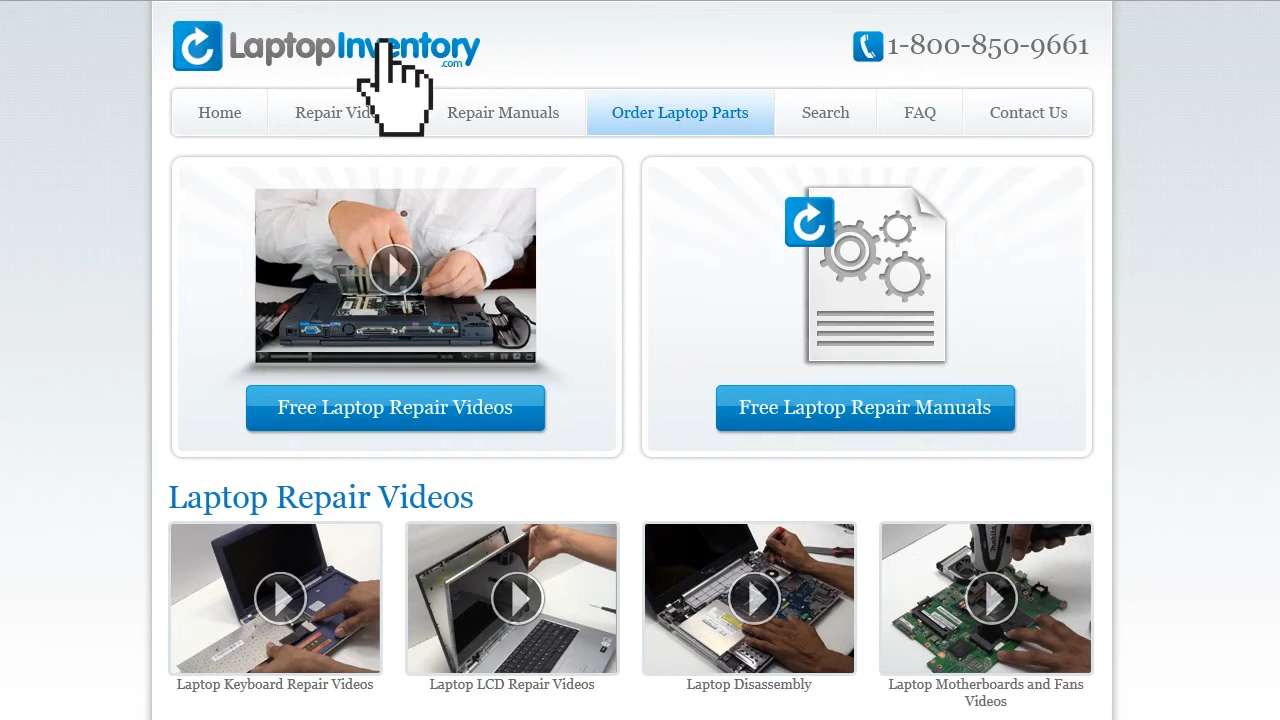 LaptopInventory
.com
1-800-850-9661
Home
Repair Vid
Repair Manuals
Order Laptop Parts
Search
FAQ
Contact Us
Free Laptop Repair Videos
Free Laptop Repair Manuals
Laptop Repair Videos
Laptop Keyboard Repair Videos
Laptop LCD Repair Videos
Laptop Disassembly
Laptop Motherboards and Fans
Videos